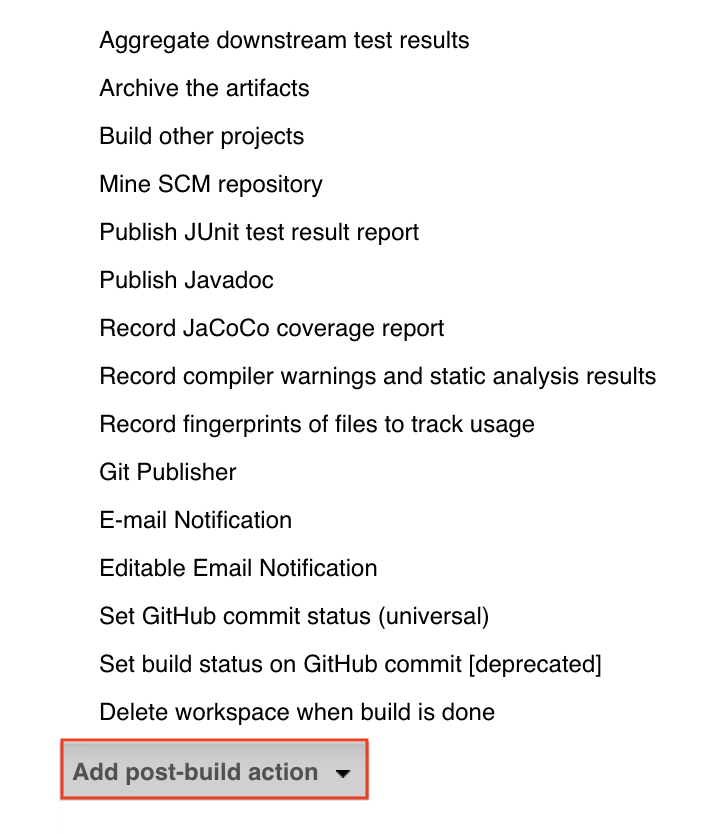 Aggregate downstream test results
Archive the artifacts
Build other projects
Mine SCM repository
Publish JUnit test result report
Publish Javadoc
Record JaCoCo coverage report
Record compiler warnings and static analysis results
Record fingerprints of files to track usage
Git Publisher
E-mail Notification
Editable Email Notification
Set GitHub commit status (universal)
Set build status on GitHub commit [deprecated]
Delete workspace when build is done
Add post-build action